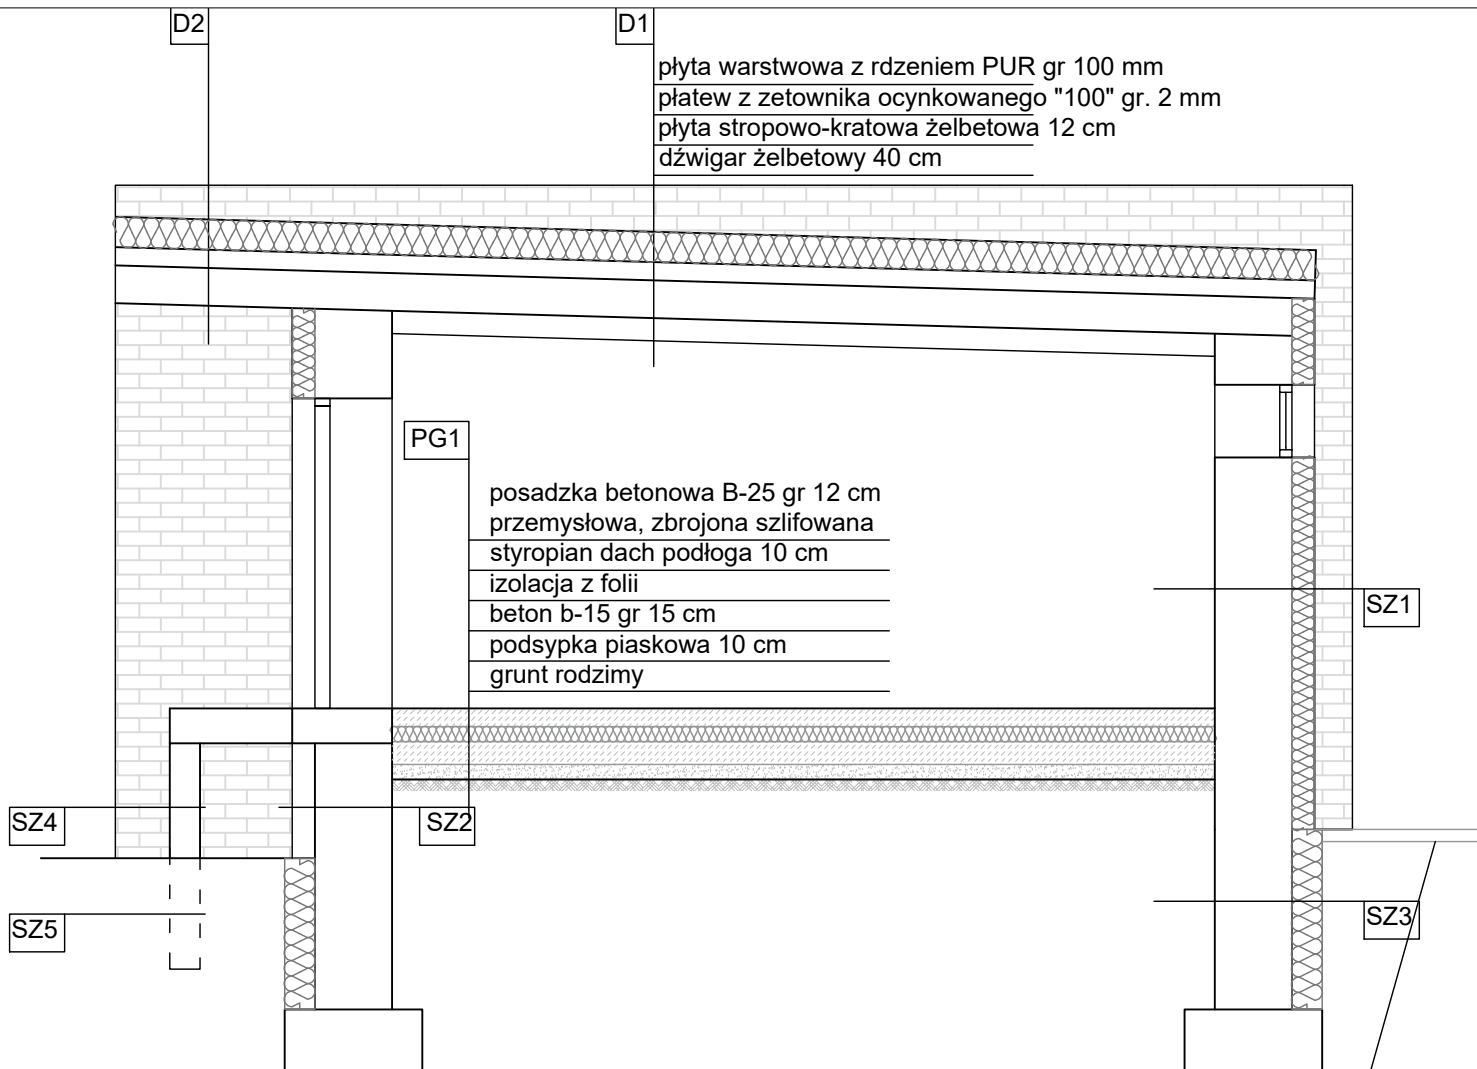 D2
D1
płyta warstwowa z rdzeniem PUR gr 100 mm
płatew z zetownika ocynkowanego "100" gr. 2 mm
płyta stropowo-kratowa żelbetowa 12 cm
dźwigar żelbetowy 40 cm
PG1
posadzka betonowa B-25 gr 12 cm
przemysłowa, zbrojona szlifowana
styropian dach podłoga 10 cm
izolacja z folii
beton b-15 gr 15 cm
podsypka piaskowa 10 cm
grunt rodzimy
SZ1
SZ4
SZ2
SZ5
SZ3